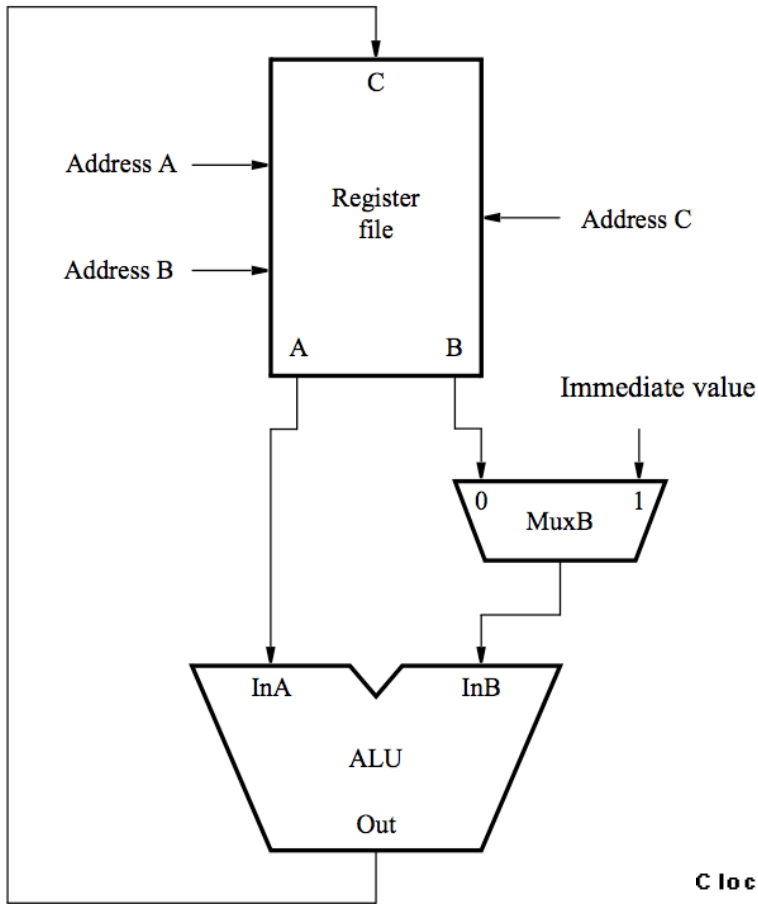 C
Address A
Register
file
Address C
Address B
A B
Immediate value
0 1
MuxB
InA InB
ALU
Out
C loc